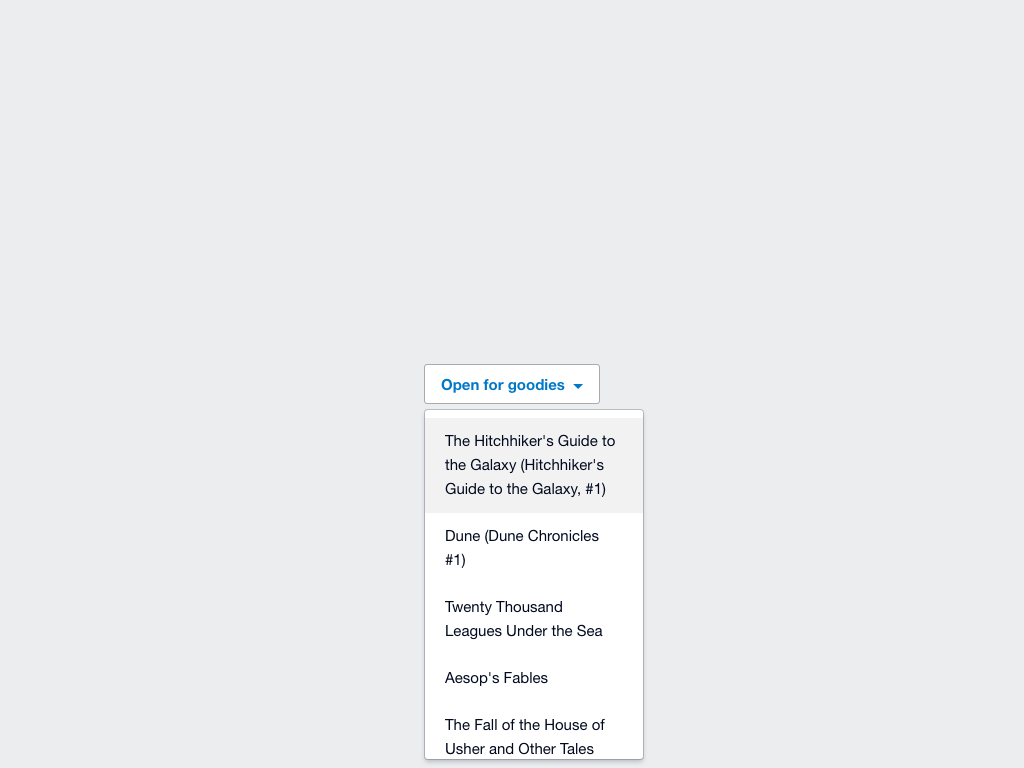 Open for goodies
The Hitchhiker's Guide to
the Galaxy (Hitchhiker's
Guide to the Galaxy, #1)
Dune (Dune Chronicles
#1)
Twenty Thousand
Leagues Under the Sea
Aesop's Fables
The Fall of the House of
Usher and Other Tales